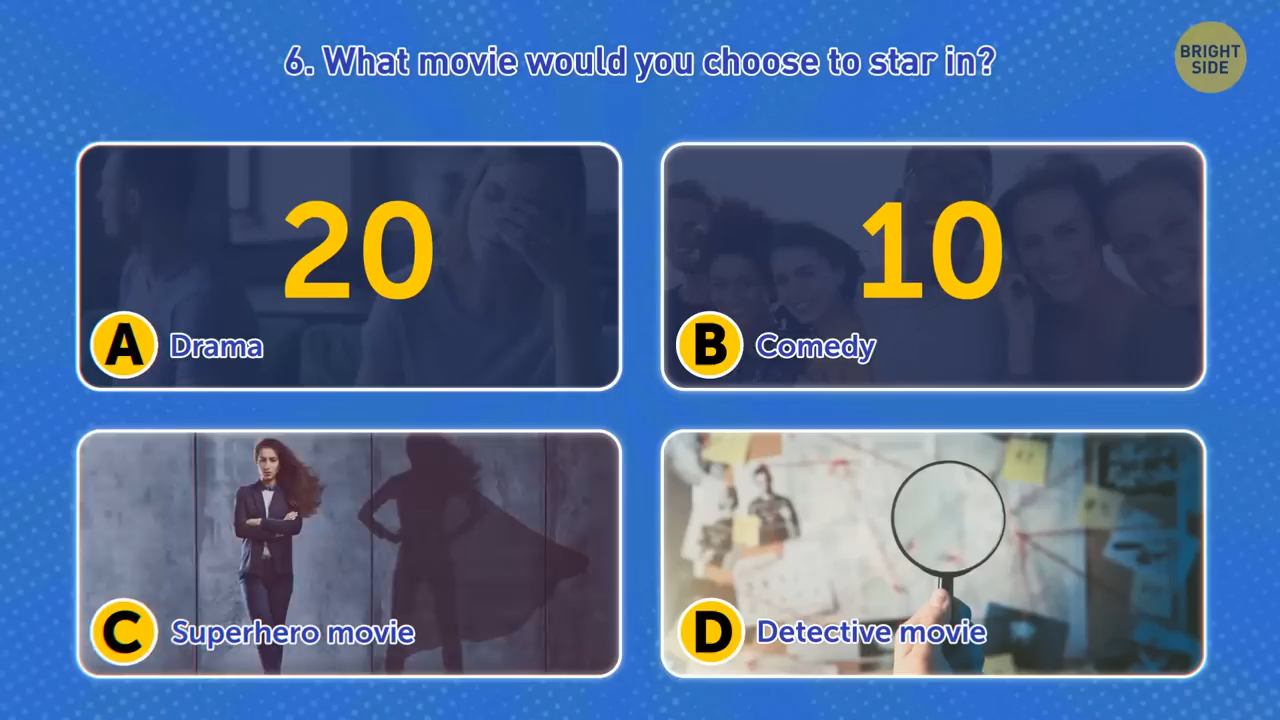 6. What movie would you choose to star in?
BRIGHT
SIDE
20
10
A Drama
B Comedy
C Superhero movie
D Detective movie